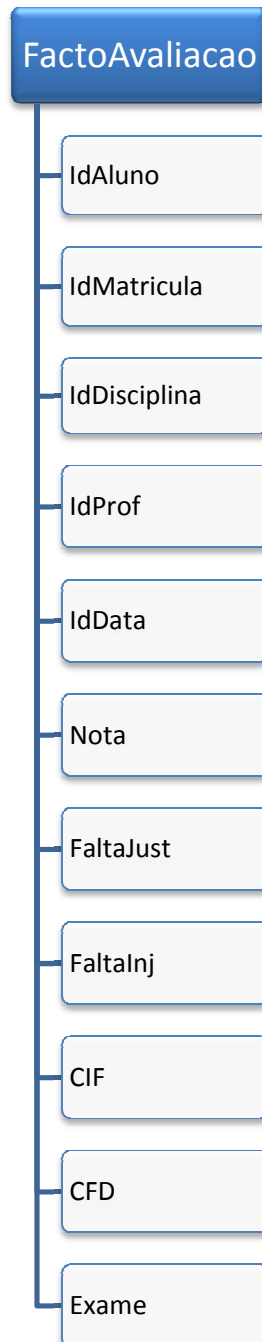 FactoAvaliacao
IdAluno
IdMatricula
IdDisciplina
IdProf
IdData
Nota
FaltaJust
FaltaInj
CIF
CFD
Exame